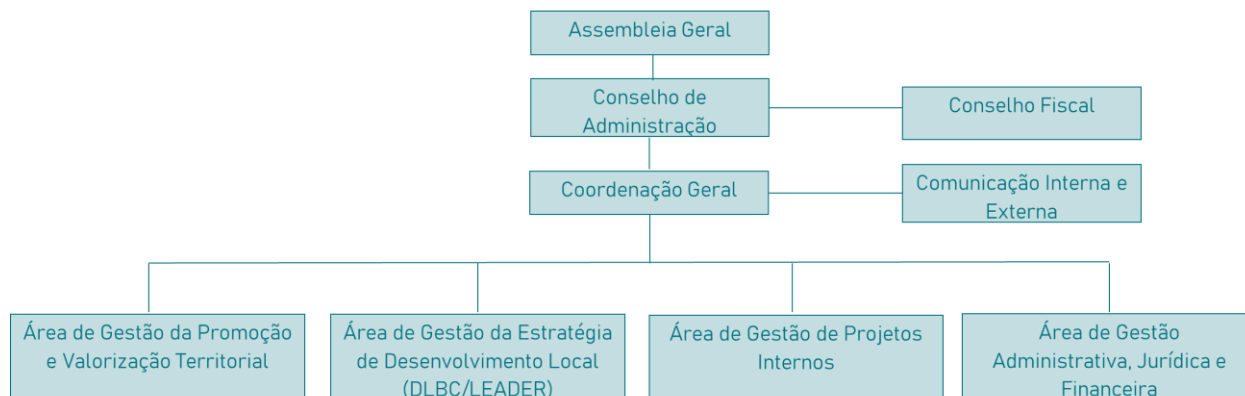 Assembleia Geral
Conselho de
Administração
Conselho Fiscal
Coordenação Geral
Comunicação Interna e
Externa
Área de Gestão da Promoção
e Valorização Territorial
Área de Gestão da Estratégia
de Desenvolvimento Local
(DLBC/LEADER)
Área de Gestão de Projetos
Internos
Área de Gestão
Administrativa, Jurídica e
Financeira